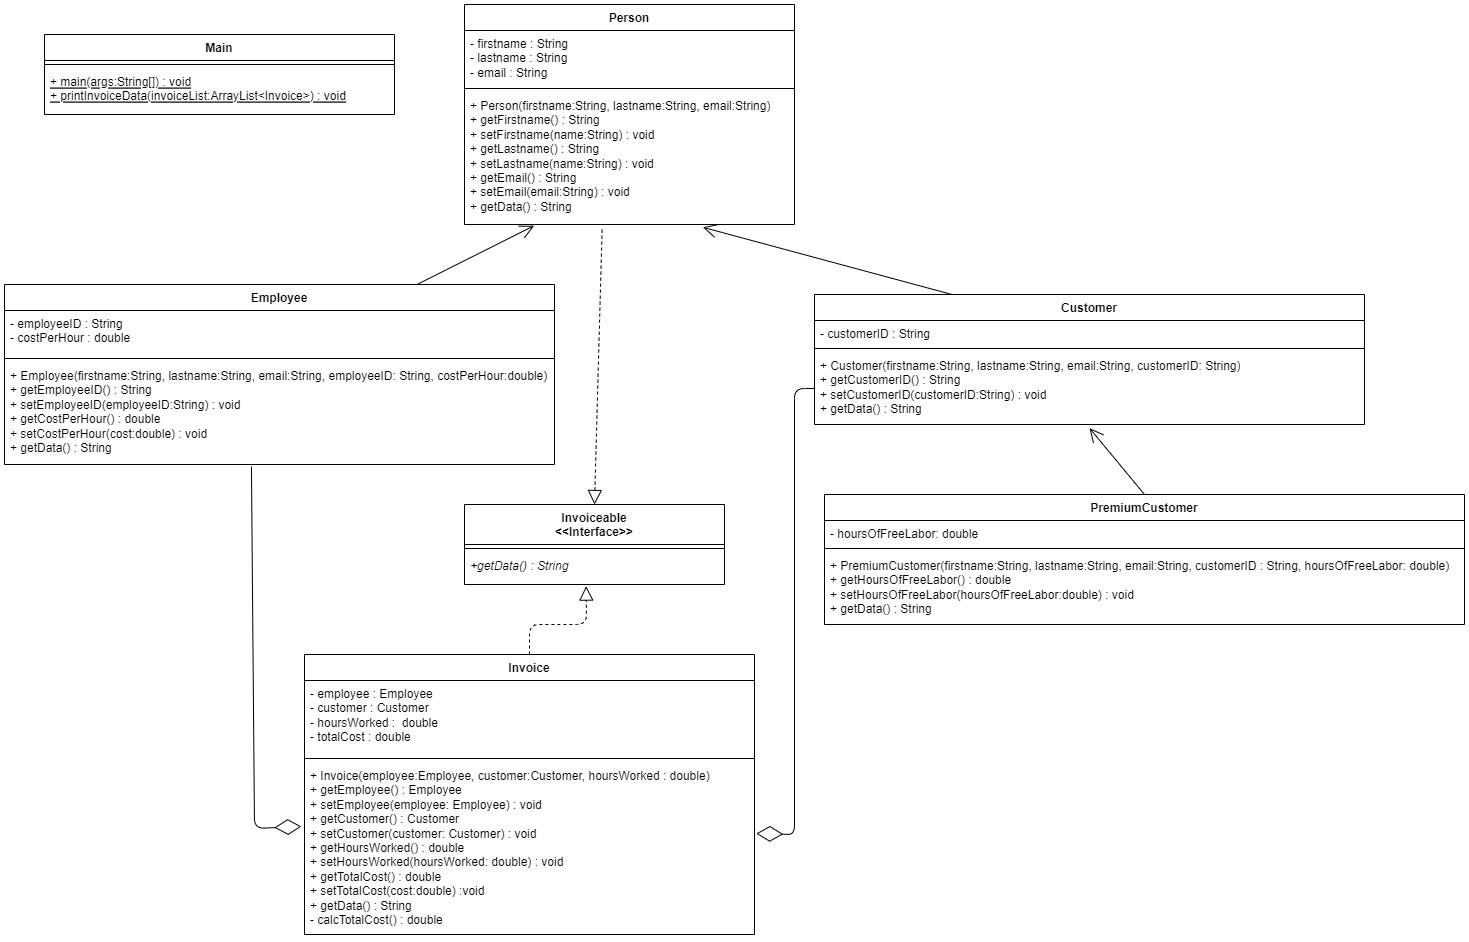 Person
- firstname : String
- lastname : String
- email : String
+ Person(firstname:String, lastname:String, email:String)
+ getFirstname() : String
+ setFirstname(name:String) : void
+ getLastname() : String
+ setLastname(name:String) : void
+ getEmail() : String
+ setEmail(email:String) : void
+ getData() : String
Main
+ main(args:String[]) : void
+ printInvoiceData(invoiceList:ArrayList<Invoice>) : void
Employee
- employeeID : String
- costPerHour : double
+ Employee(firstname:String, lastname:String, email:String, employeeID: String, costPerHour:double)
+ getEmployeeID() : String
+ setEmployeeID(employeeID:String) : void
+ getCostPerHour() : double
+ setCostPerHour(cost:double) : void
+ getData() : String
Customer
- customerID : String
+ Customer(firstname:String, lastname:String, email:String, customerID: String)
+ getCustomerID() : String
+ setCustomerID(customerID:String) : void
+ getData() : String
Invoiceable
<<Interface>>
+getData() : String
PremiumCustomer
- hoursOfFreeLabor: double
+ PremiumCustomer(firstname:String, lastname:String, email:String, customerID : String, hoursOfFreeLabor: double)
+ getHoursOfFreeLabor() : double
+ setHoursOfFreeLabor(hoursOfFreeLabor:double) : void
+ getData() : String
Invoice
- employee : Employee
- customer : Customer
- hoursWorked :  double
- totalCost : double
+ Invoice(employee:Employee, customer:Customer, hoursWorked : double)
+ getEmployee() : Employee
+ setEmployee(employee: Employee) : void
+ getCustomer() : Customer
+ setCustomer(customer: Customer) : void
+ getHoursWorked() : double
+ setHoursWorked(hoursWorked: double) : void
+ getTotalCost() : double
+ setTotalCost(cost:double) :void
+ getData() : String
- calcTotalCost() : double